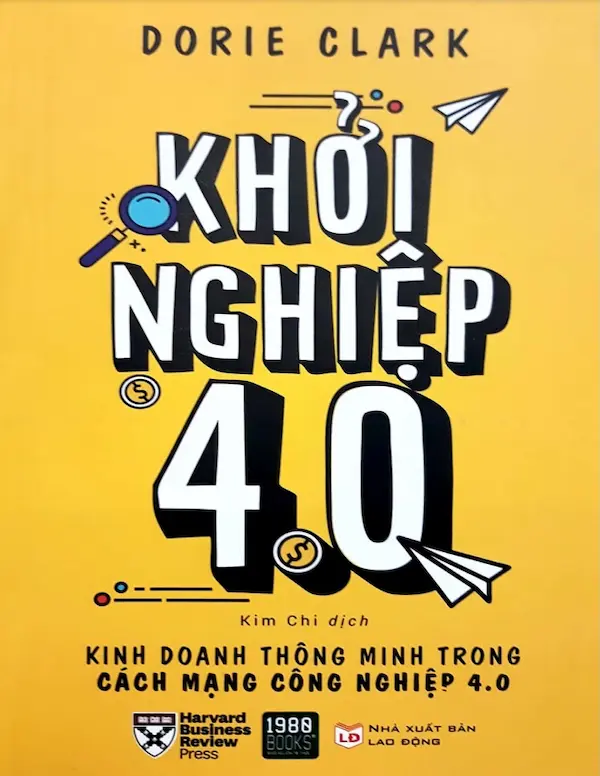 DORIE CLARK
KHỞI
NGHIỆP
4.0
Kim Chi dịch
KINH DOANH THÔNG MINH TRONG
CÁCH MẠNG CÔNG NGHIỆP 4.0
Harvard
Business
Review
Press
1980
BOOKS
LĐ
NHÀ XUẤT BẢN
LAO ĐỘNG